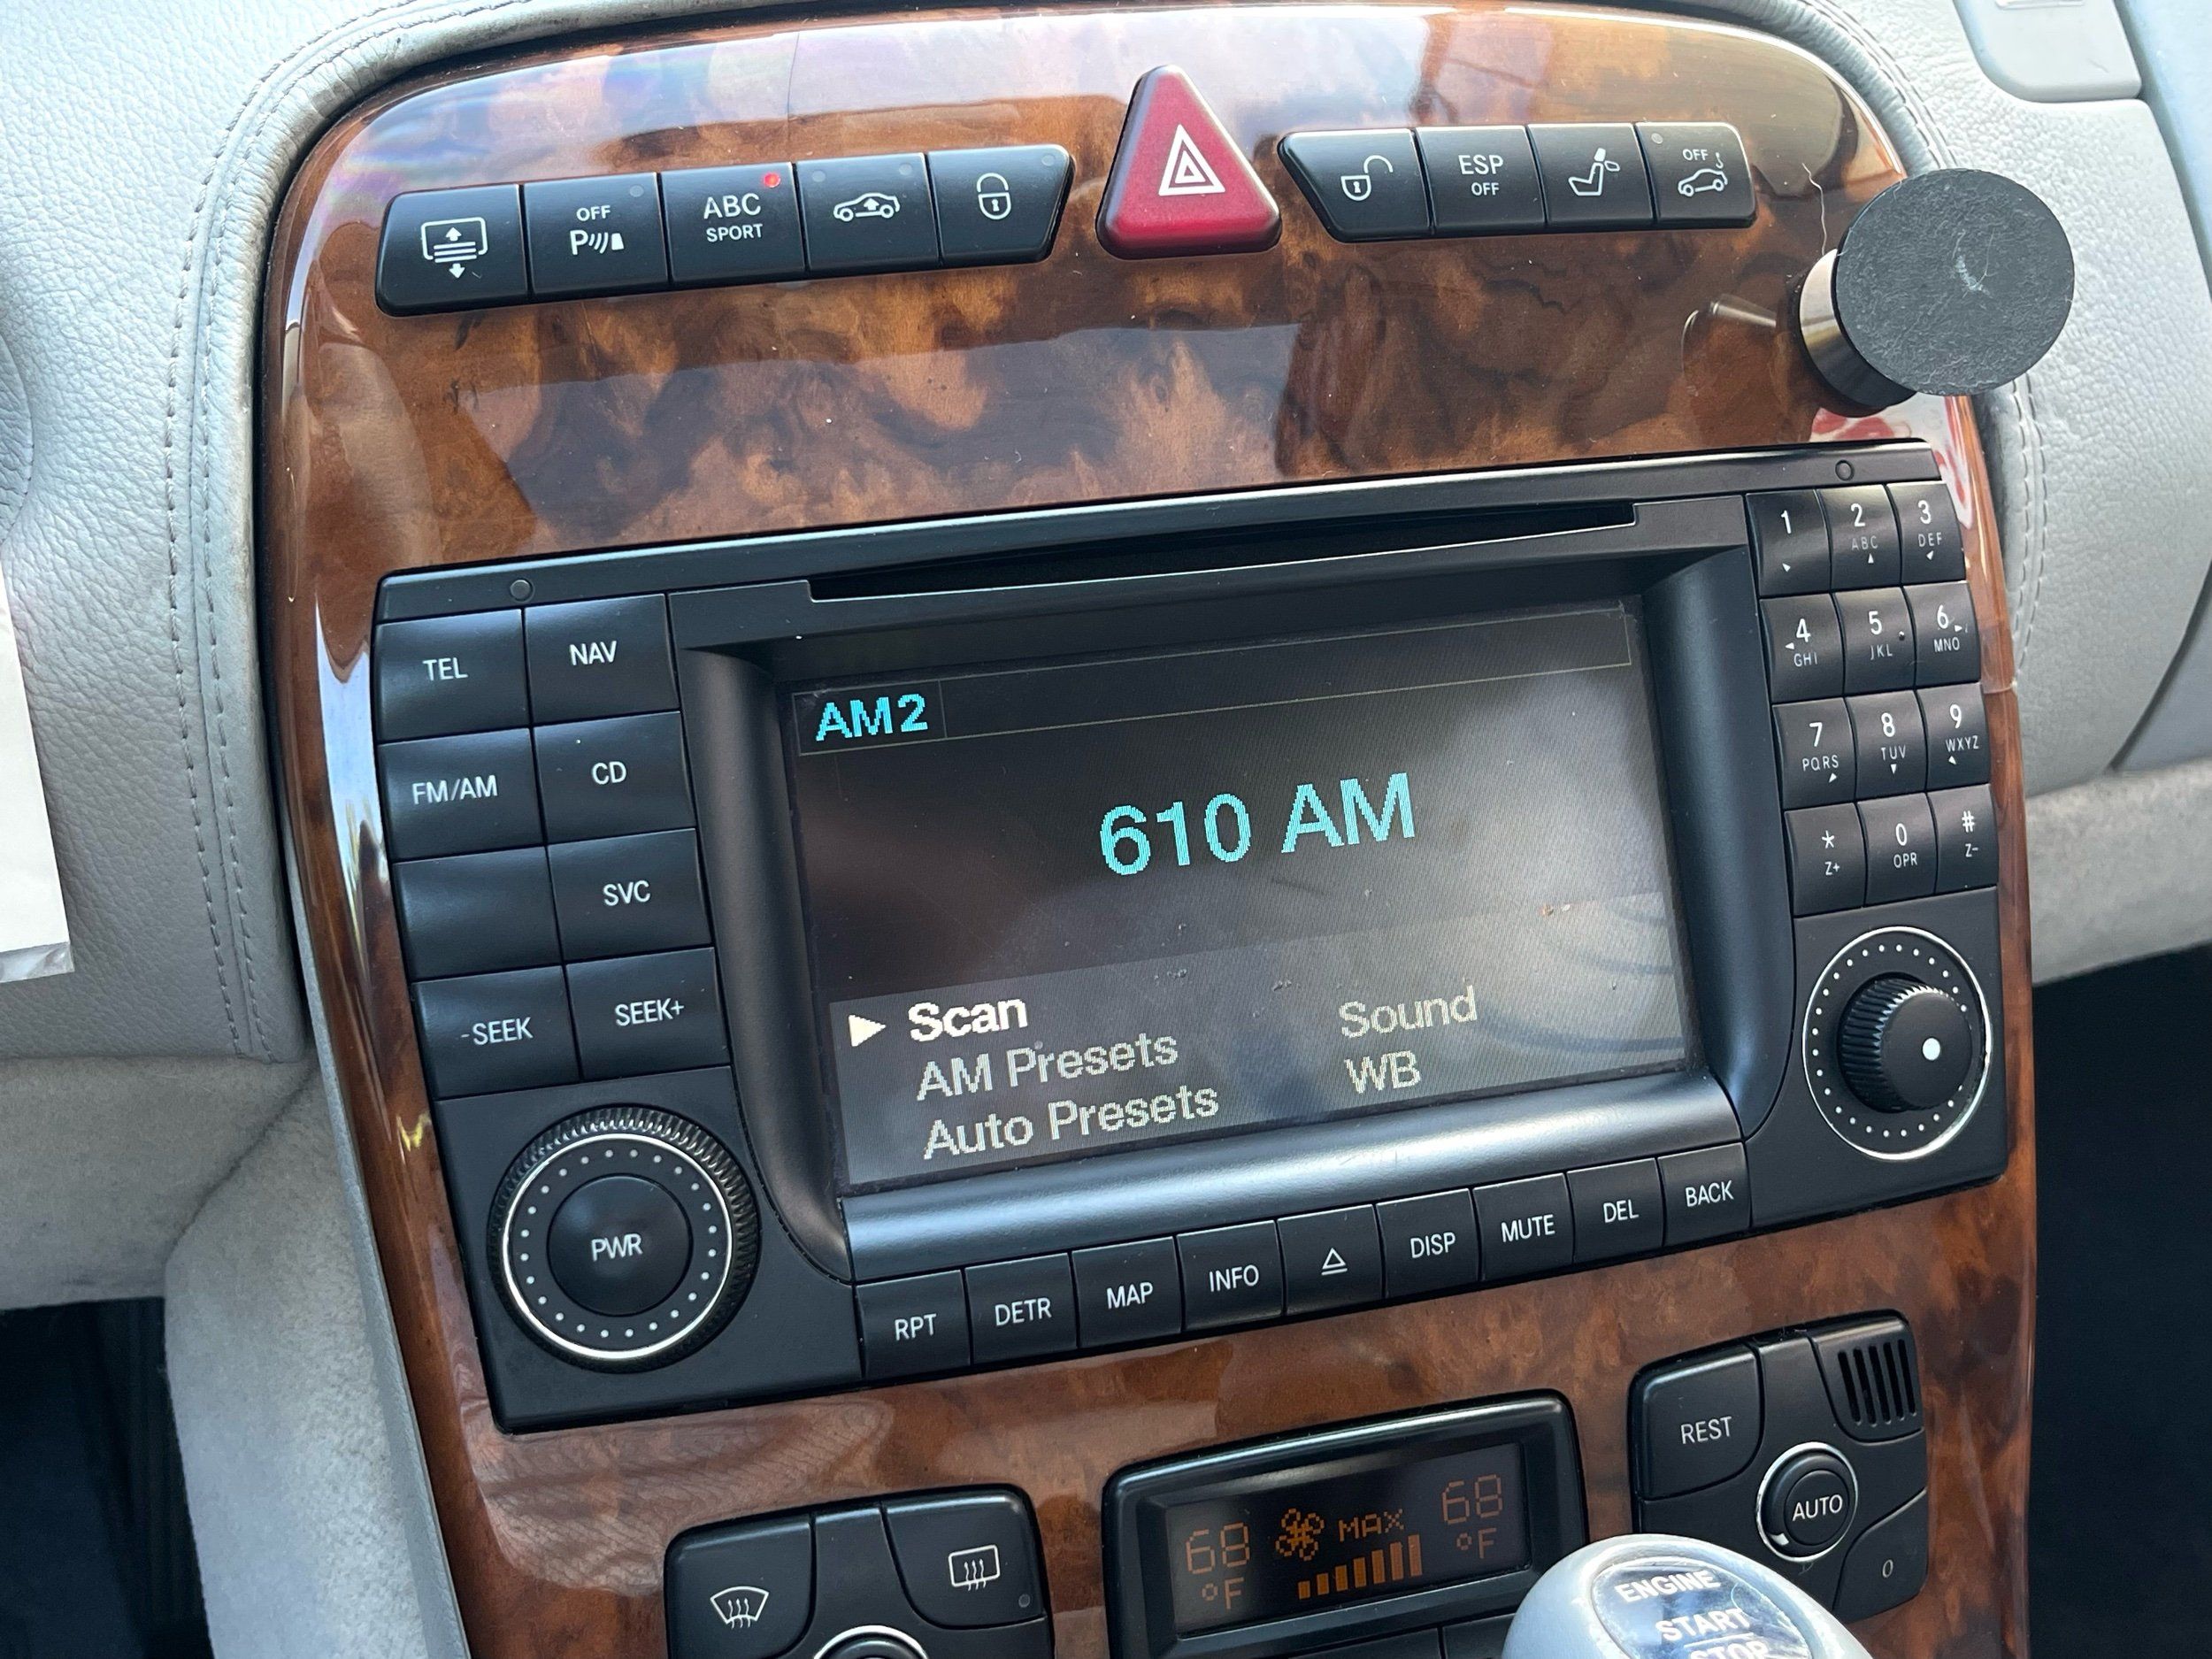 OFF
P
ABC
SPORT
ESP
OFF
OFF
TEL
NAV
FM/AM
CD
SVC
-SEEK
SEEK+
PWR
AM2
610 AM
Scan
AM Presets
Auto Presets
Sound
WB
1
2
ABC
3
DEF
4
GHI
5
JKL
6
MNO
7
PQRS
8
TUV
9
WXYZ
*
Z+
0
OPR
#
Z-
RPT
DETR
MAP
INFO
DISP
MUTE
DEL
BACK
68
°F
MAX
68
°F
REST
AUTO
0
ENGINE
START
STOP